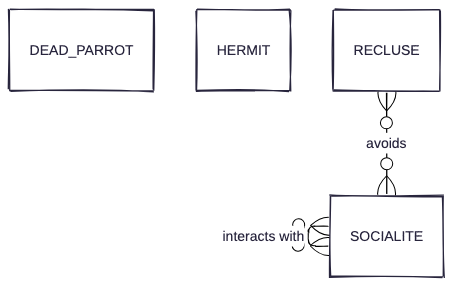 DEAD_PARROT
HERMIT
RECLUSE
avoids
interacts with
SOCIALITE